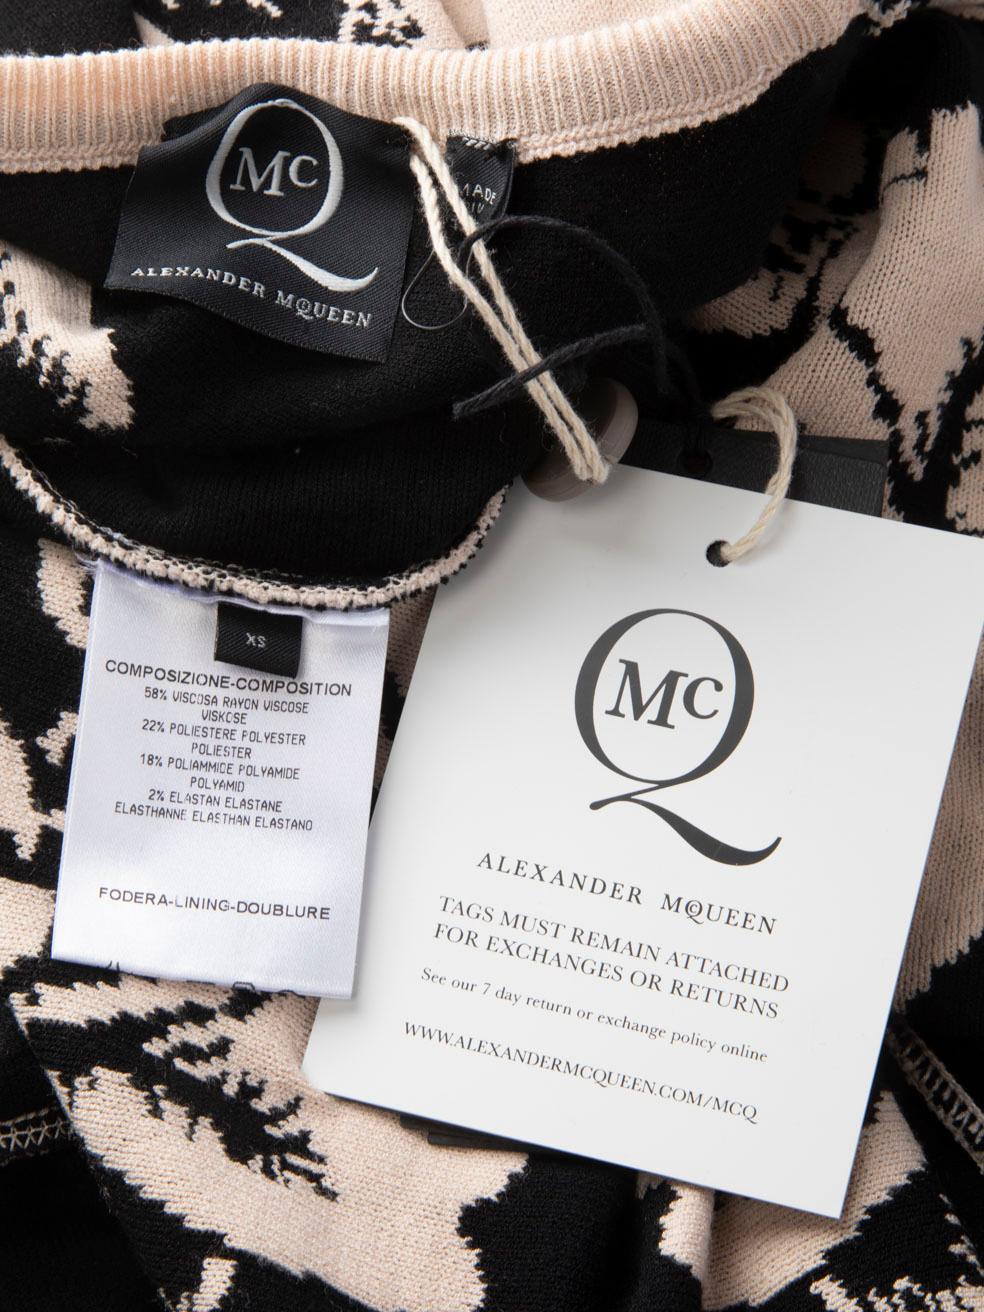 McQ
ALEXANDER McQUEEN
MADE
XS
COMPOSIZIONE-COMPOSITION
58% VISCOSA RAYON VISCOSE
VISKOSE
22% POLIESTERE POLYESTER
POLIESTER
18% POLIAMMIDE POLYAMIDE
POLYAMID
2% ELASTAN ELASTANE
ELASTHANNE ELASTHAN ELASTANO
FODERA-LINING-DOUBLURE
McQ
ALEXANDER McQUEEN
TAGS MUST REMAIN ATTACHED
FOR EXCHANGES OR RETURNS
See our 7 day return or exchange policy online
WWW.ALEXANDERMCQUEEN.COM/MCQ